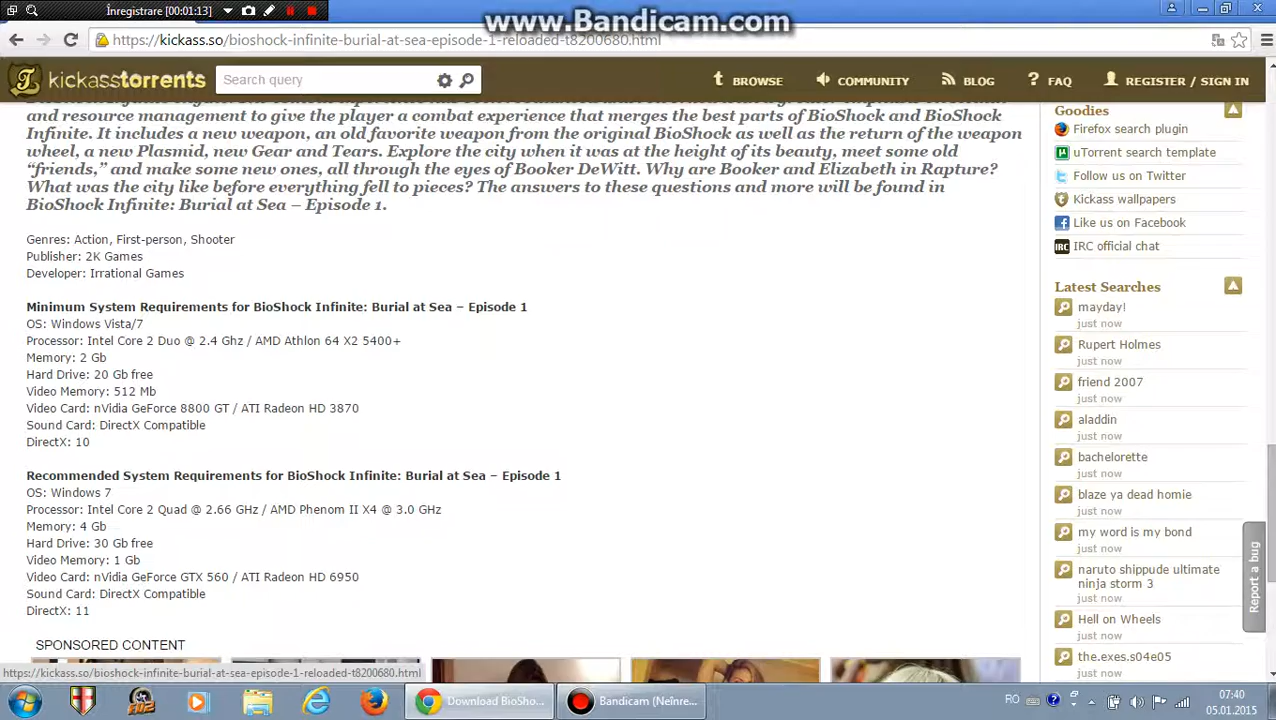 Înregistrare [00:01:13]
www.Bandicam.com
https://kickass.so/bioshock-infinite-burial-at-sea-episode-1-reloaded-t8200680.html
kickasstorrents
Search query
BROWSE
COMMUNITY
BLOG
? FAQ
REGISTER / SIGN IN
and resource management to give the player a combat experience that merges the best parts of BioShock and BioShock
Infinite. It includes a new weapon, an old favorite weapon from the original BioShock as well as the return of the weapon
wheel, a new Plasmid, new Gear and Tears. Explore the city when it was at the height of its beauty, meet some old
“friends,” and make some new ones, all through the eyes of Booker DeWitt. Why are Booker and Elizabeth in Rapture?
What was the city like before everything fell to pieces? The answers to these questions and more will be found in
BioShock Infinite: Burial at Sea – Episode 1.
Genres: Action, First-person, Shooter
Publisher: 2K Games
Developer: Irrational Games
Minimum System Requirements for BioShock Infinite: Burial at Sea – Episode 1
OS: Windows Vista/7
Processor: Intel Core 2 Duo @ 2.4 Ghz / AMD Athlon 64 X2 5400+
Memory: 2 Gb
Hard Drive: 20 Gb free
Video Memory: 512 Mb
Video Card: nVidia GeForce 8800 GT / ATI Radeon HD 3870
Sound Card: DirectX Compatible
DirectX: 10
Recommended System Requirements for BioShock Infinite: Burial at Sea – Episode 1
OS: Windows 7
Processor: Intel Core 2 Quad @ 2.66 GHz / AMD Phenom II X4 @ 3.0 GHz
Memory: 4 Gb
Hard Drive: 30 Gb free
Video Memory: 1 Gb
Video Card: nVidia GeForce GTX 560 / ATI Radeon HD 6950
Sound Card: DirectX Compatible
DirectX: 11
SPONSORED CONTENT
Goodies
Firefox search plugin
uTorrent search template
Follow us on Twitter
Kickass wallpapers
Like us on Facebook
IRC official chat
Latest Searches
mayday!
just now
Rupert Holmes
just now
friend 2007
just now
aladdin
just now
bachelorette
just now
blaze ya dead homie
just now
my word is my bond
just now
naruto shippude ultimate
ninja storm 3
just now
Hell on Wheels
just now
the.exes.s04e05
just now
Report a bug
https://kickass.so/bioshock-infinite-burial-at-sea-episode-1-reloaded-t8200680.html
Download BioSho...
Bandicam (Neînre...
RO
07:40
05.01.2015